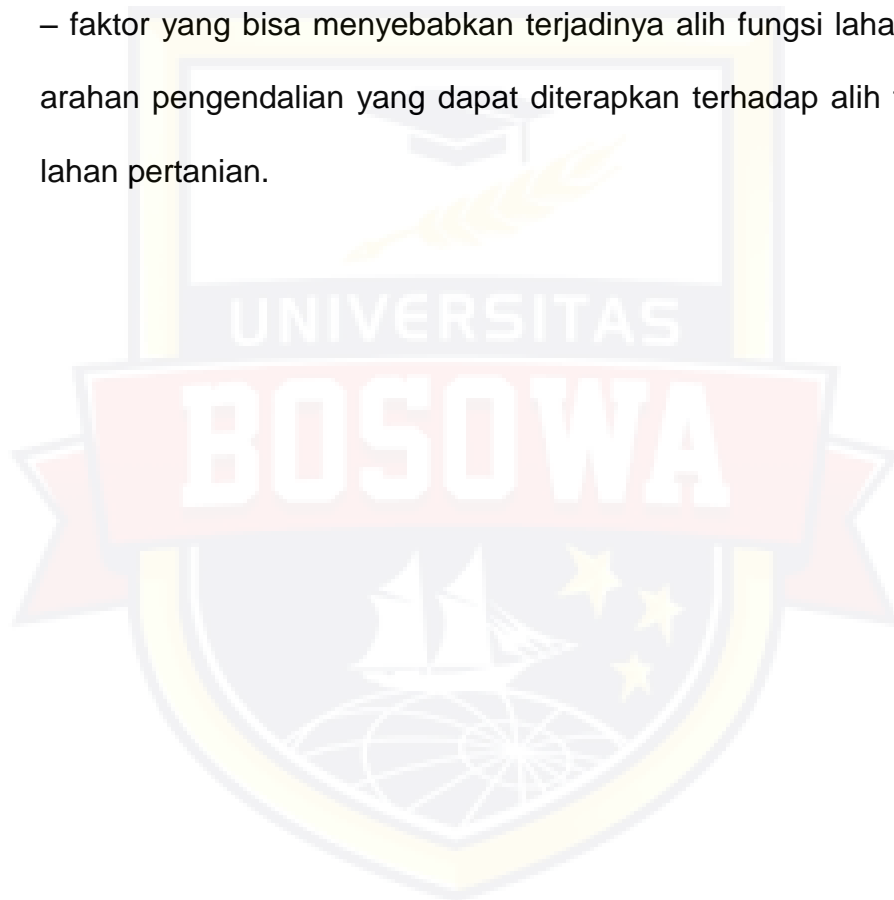 – faktor yang bisa menyebabkan terjadinya alih fungsi laha
arahan pengendalian yang dapat diterapkan terhadap alih
lahan pertanian.
UNIVERSITAS
BOSOWA